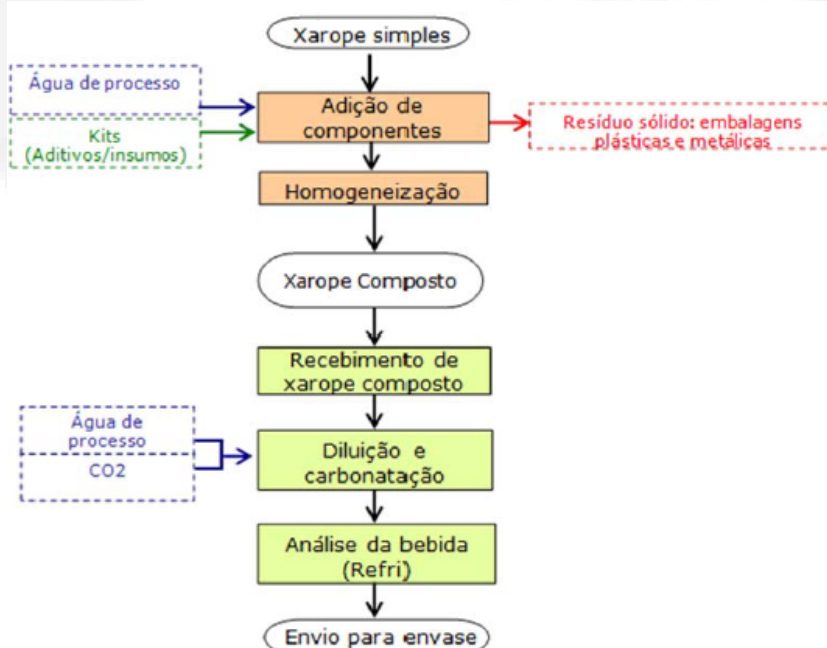 Xarope simples
Água de processo
Kits
(Aditivos/insumos)
Adição de
componentes
Resíduo sólido: embalagens
plásticas e metálicas
Homogeneização
Xarope Composto
Recebimento de
xarope composto
Água de
processo
CO2
Diluição e
carbonatação
Análise da bebida
(Refri)
Envio para envase